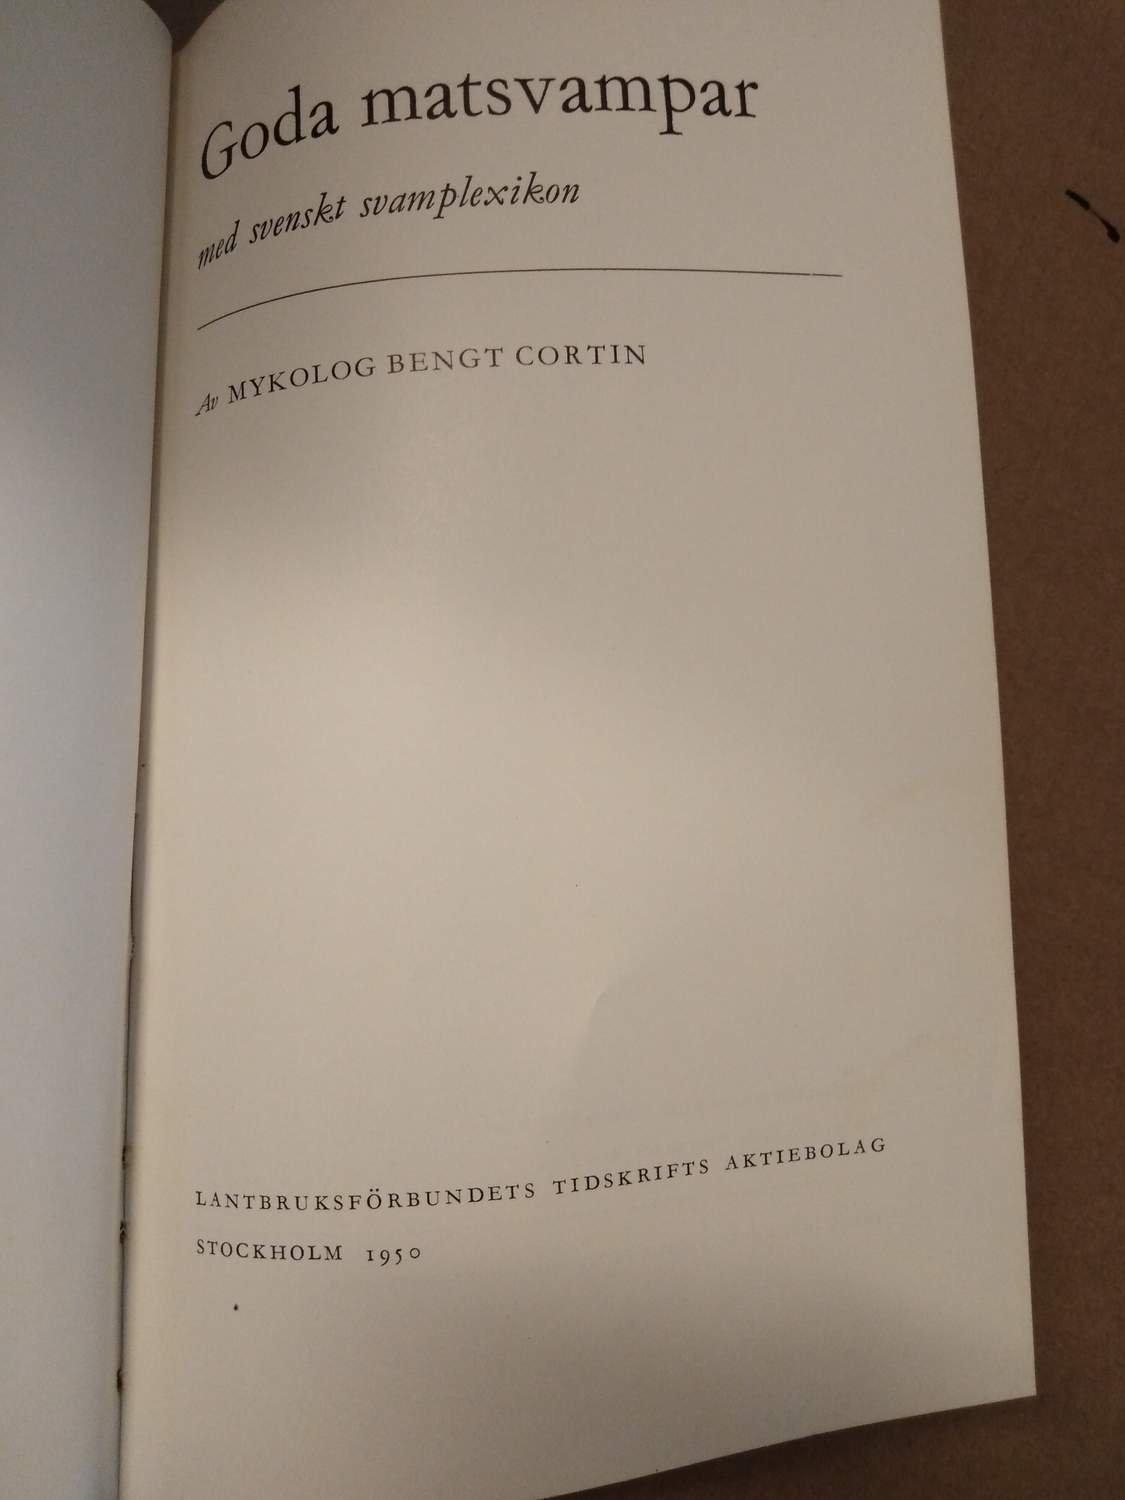 Goda matsvampar
med svenskt svamplexikon
Av MYKOLOG BENGT CORTIN
LANTBRUKSFÖRBUNDETS TIDSKRIFTS AKTIEBOLAG
STOCKHOLM 1950